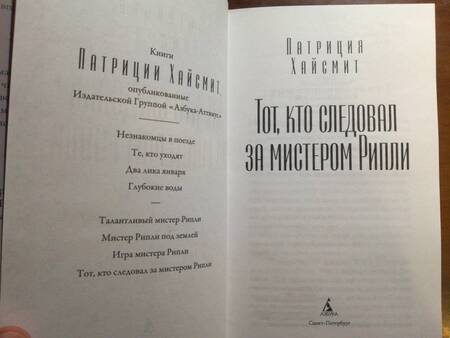 Книги
Патриции Хайсмит,
опубликованные
Издательской Группой «Азбука-Аттикус»
Незнакомцы в поезде
Те, кто уходят
Два лика января
Глубокие воды
—
Талантливый мистер Рипли
Мистер Рипли под землей
Игра мистера Рипли
Тот, кто следовал за мистером Рипли
Патриция
Хайсмит
Тот, кто следовал
за мистером Рипли
АЗБУКА
Санкт-Петербург